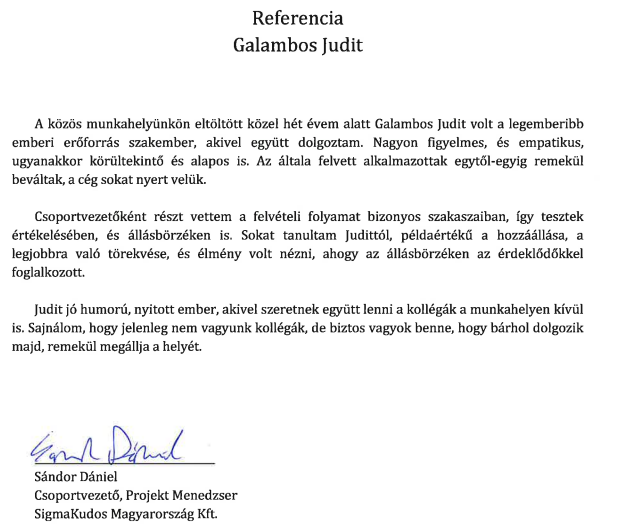 Referencia
Galambos Judit
A közös munkahelyünkön eltöltött közel hét évem alatt Galambos Judit volt a legemberibb
emberi erőforrás szakember, akivel együtt dolgoztam. Nagyon figyelmes, és empatikus,
ugyanakkor körültekintő és alapos is. Az általa felvett alkalmazottak egytől-egyig remekül
beváltak, a cég sokat nyert velük.
Csoportvezetőként részt vettem a felvételi folyamat bizonyos szakaszaiban, így tesztek
értékelésében, és állásbörzéken is. Sokat tanultam Judittól, példaértékű a hozzáállása, a
legjobbra való törekvése, és élmény volt nézni, ahogy az állásbörzéken az érdeklődőkkel
foglalkozott.
Judit jó humorú, nyitott ember, akivel szeretnek együtt lenni a kollégák a munkahelyen kívül
is. Sajnálom, hogy jelenleg nem vagyunk kollégák, de biztos vagyok benne, hogy bárhol dolgozik
majd, remekül megállja a helyét.
Sándor Dániel
Sándor Dániel
Csoportvezető, Projekt Menedzser
SigmaKudos Magyarország Kft.